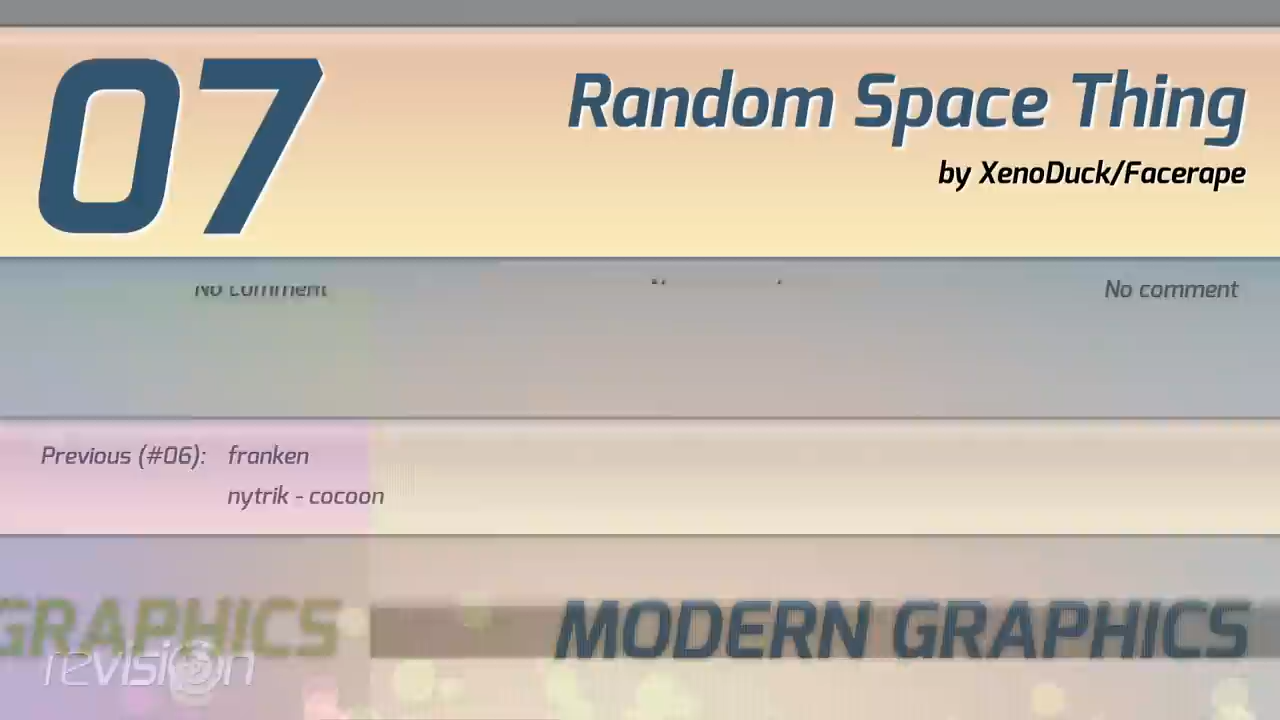 07
Random Space Thing
by XenoDuck/Facerape
No comment
No comment
Previous (#06): franken
nytrik - cocoon
GRAPHICS
MODERN GRAPHICS
revision